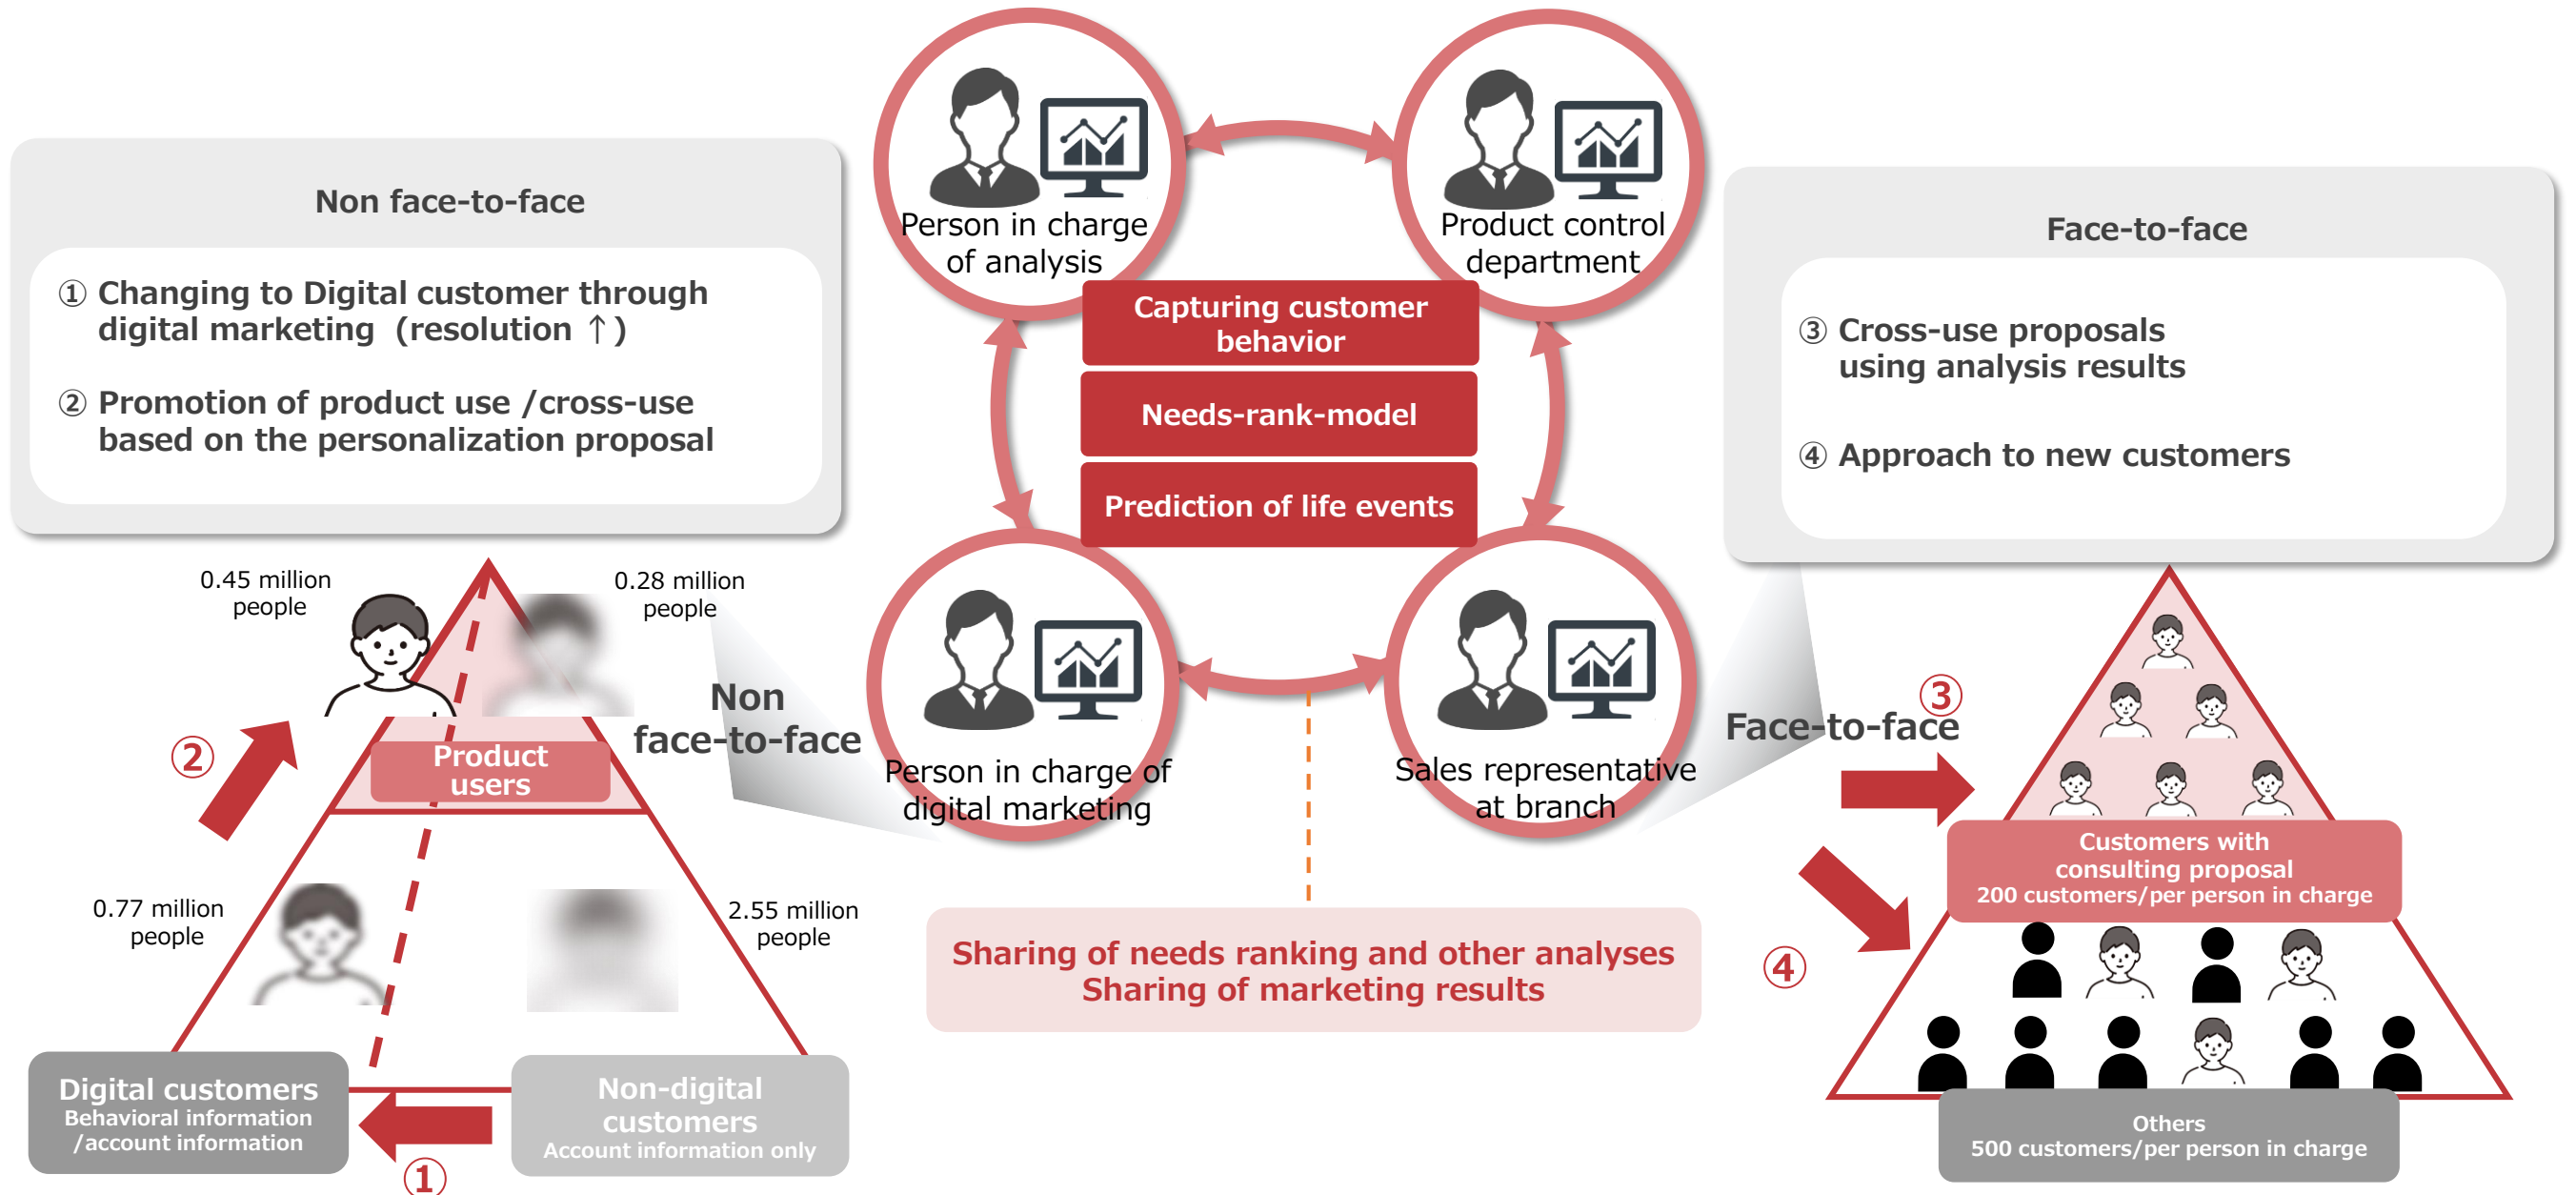 Non face-to-face
① Changing to Digital customer through
digital marketing (resolution ↑)
② Promotion of product use /cross-use
based on the personalization proposal
Person in charge
of analysis
Product control
department
Capturing customer
behavior
Needs-rank-model
Prediction of life events
Face-to-face
③ Cross-use proposals
using analysis results
④ Approach to new customers
0.45 million
people
0.28 million
people
②
Product
users
Non
face-to-face
0.77 million
people
2.55 million
people
Digital customers
Behavioral information
/account information
①
Non-digital
customers
Account information only
Person in charge of
digital marketing
Sales representative
at branch
Sharing of needs ranking and other analyses
Sharing of marketing results
③
Face-to-face
④
Customers with
consulting proposal
200 customers/per person in charge
Others
500 customers/per person in charge